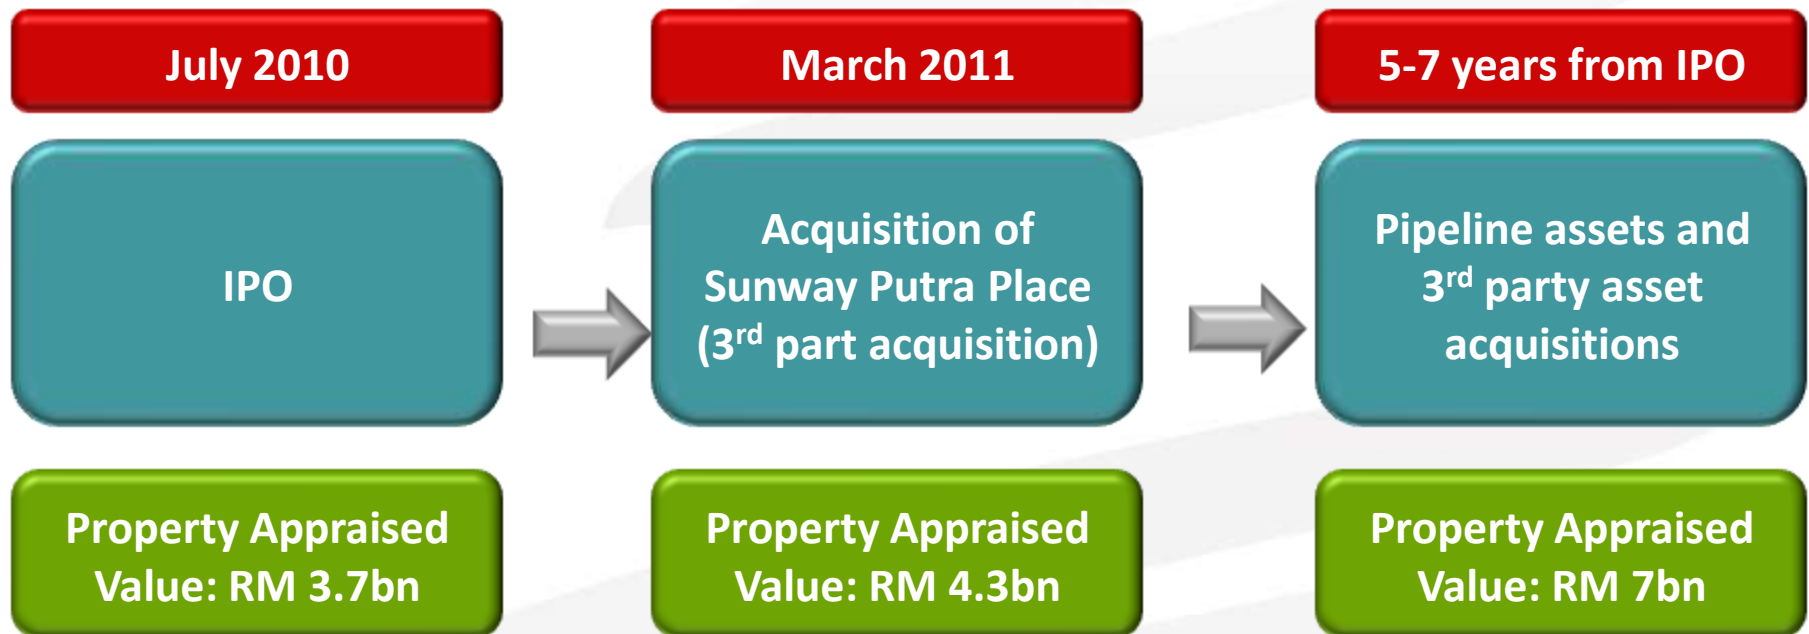 July 2010
March 2011
5-7 years from IPO
IPO
Acquisition of
Sunway Putra Place
(3rd part acquisition)
Pipeline assets and
3rd party asset
acquisitions
Property Appraised
Value: RM 3.7bn
Property Appraised
Value: RM 4.3bn
Property Appraised
Value: RM 7bn